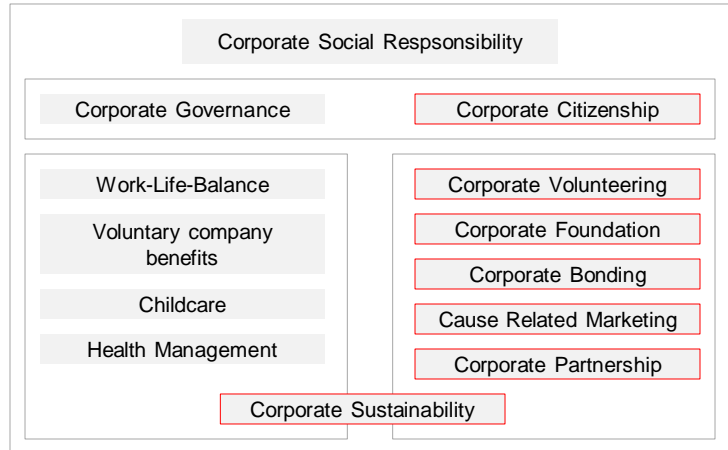 Corporate Social Respsonsibility
Corporate Governance
Corporate Citizenship
Work-Life-Balance
Voluntary company
benefits
Childcare
Health Management
Corporate Volunteering
Corporate Foundation
Corporate Bonding
Cause Related Marketing
Corporate Partnership
Corporate Sustainability